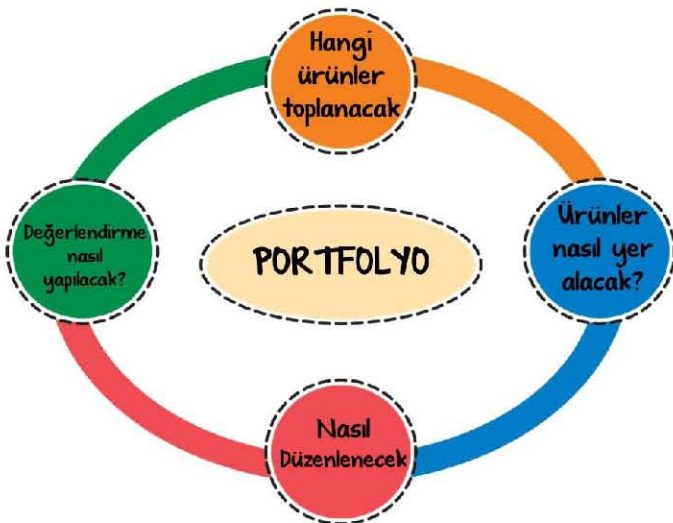 Hangi
ürünler
toplanacak
Değerlendirme
nasıl
yapılacak?
PORTFOLYO
Ürünler
nasıl yer
alacak?
Nasıl
Düzenlenecek